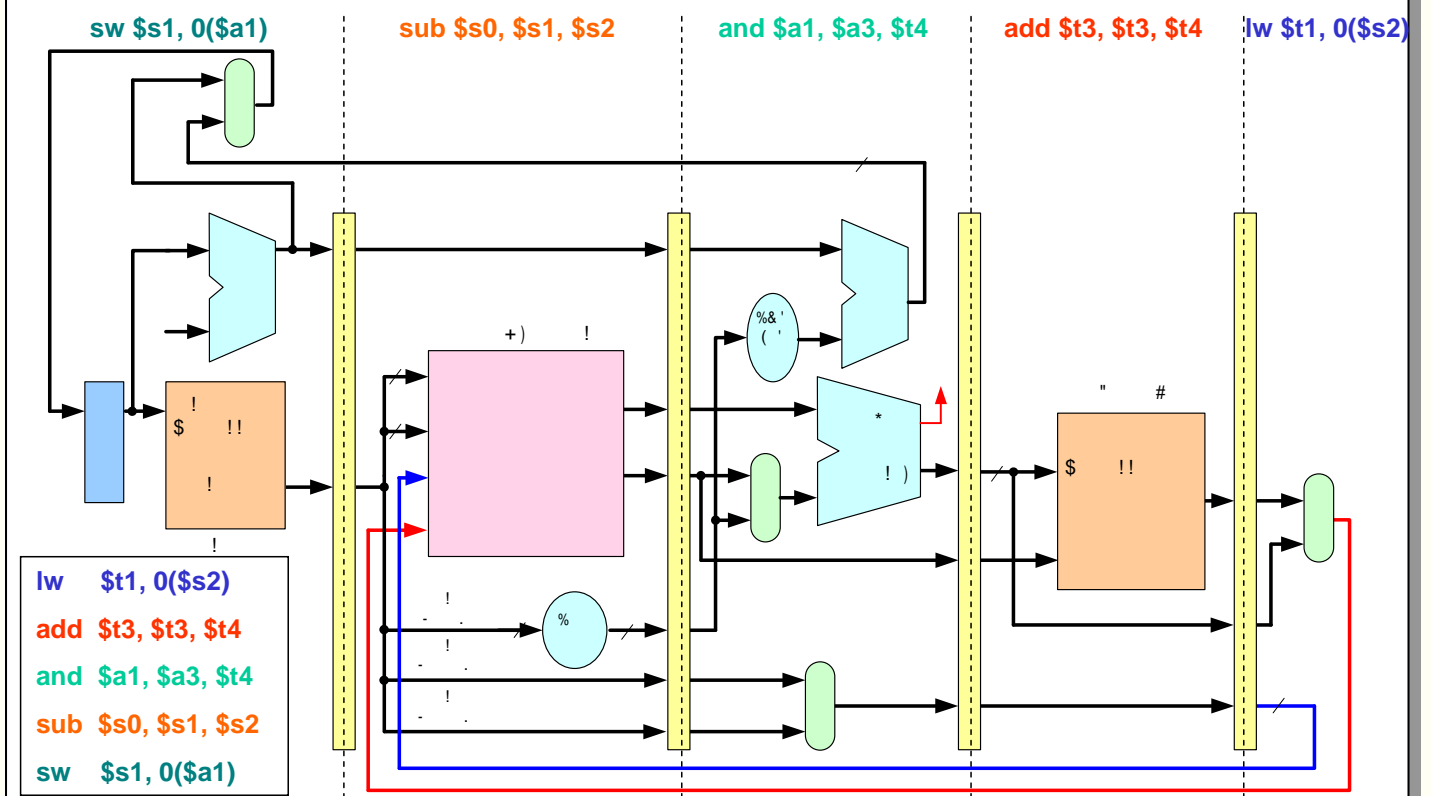 sw $s1, 0($a1)
sub $s0, $s1, $s2
and $a1, $a3, $t4
add $t3, $t3, $t4
lw $t1, 0($s2)
%&'
( '
+) !
!
$ !!
!
!
*
! )
" #
$ !!
!
- .
%
!
- .
!
- .
lw $t1, 0($s2)
add $t3, $t3, $t4
and $a1, $a3, $t4
sub $s0, $s1, $s2
sw $s1, 0($a1)